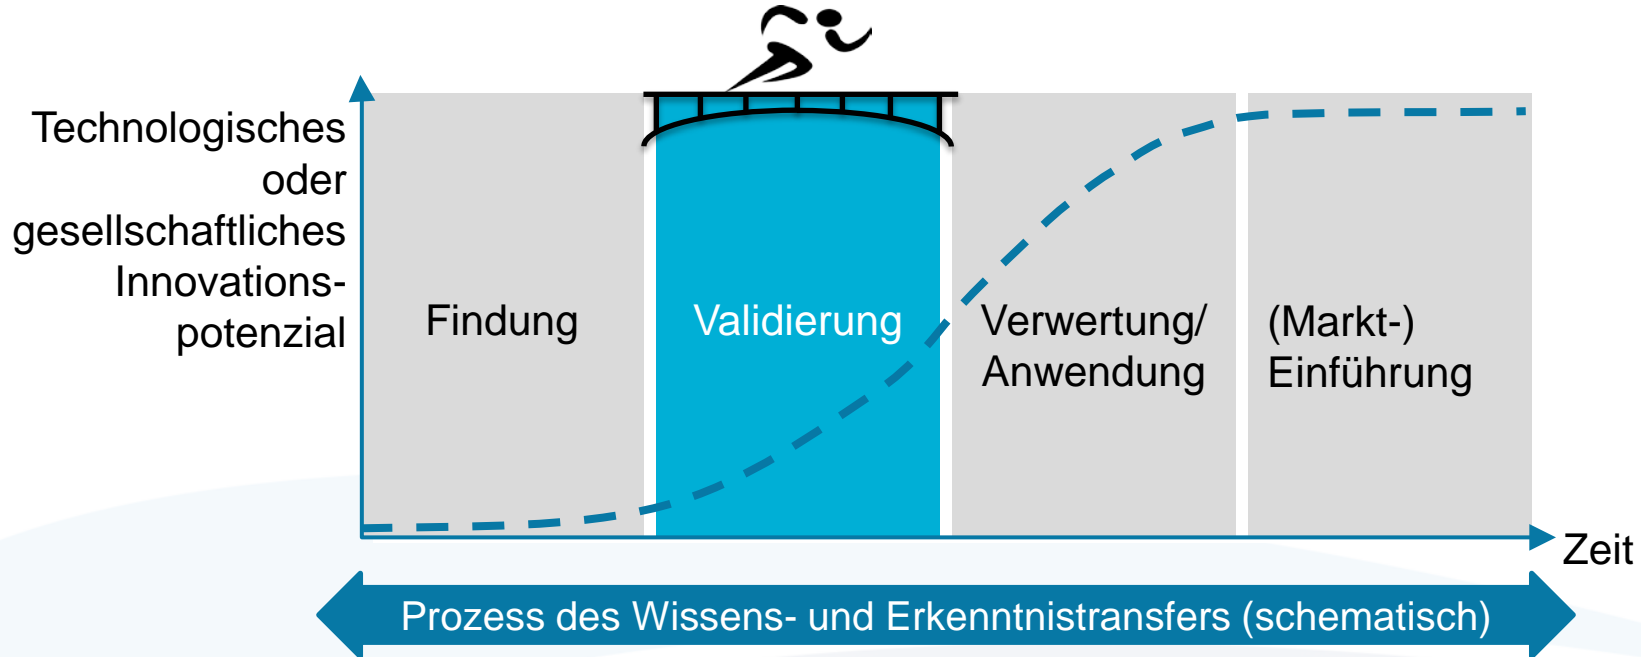 Technologisches
oder
gesellschaftliches
Innovations-
potenzial
Findung
Validierung
Verwertung/
Anwendung
(Markt-)
Einführung
Zeit
Prozess des Wissens- und Erkenntnistransfers (schematisch)